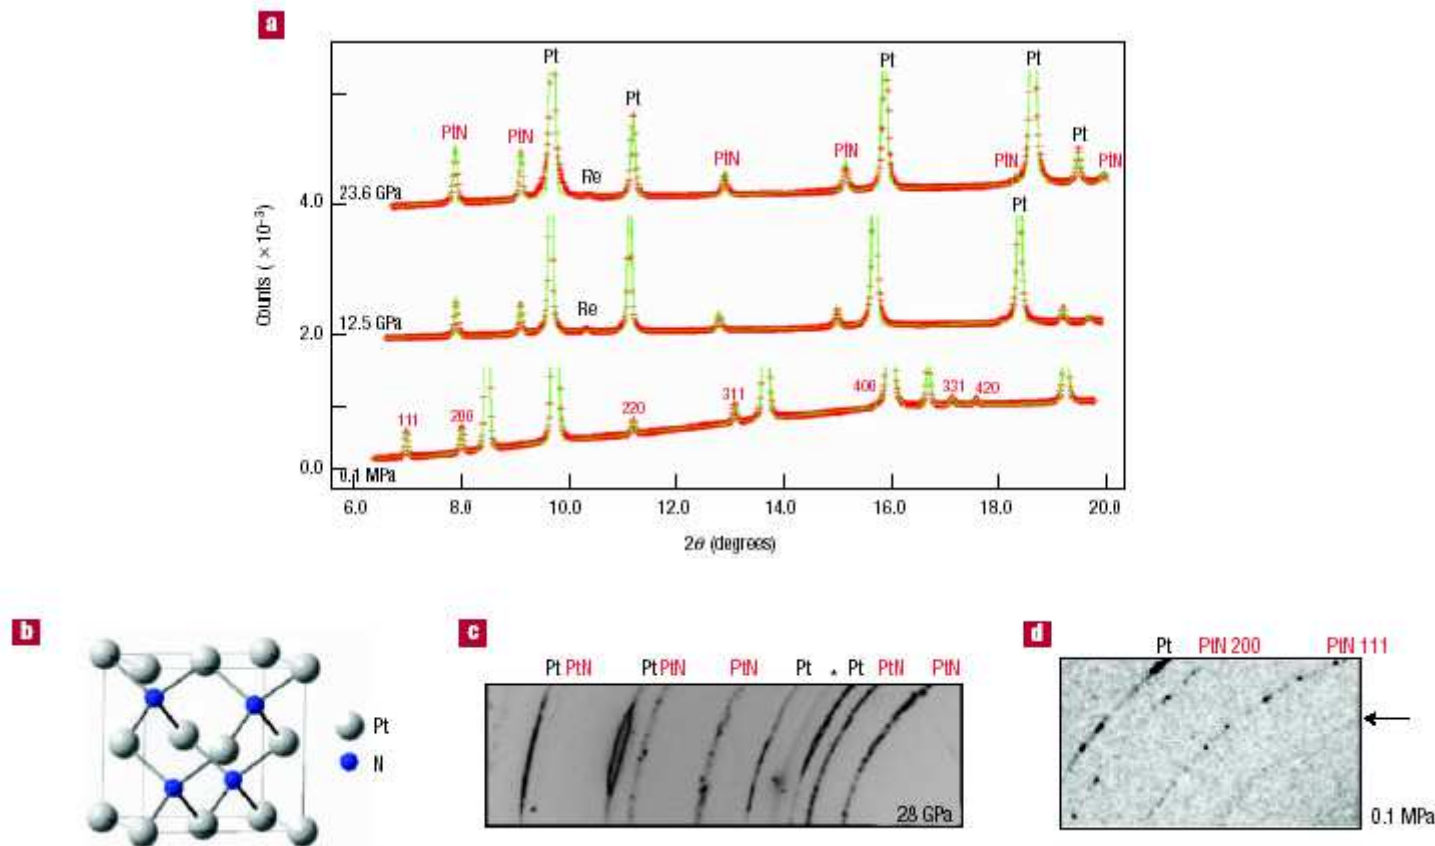 a
Pt
Pt
Pt
Pt
Pt
PtN
PtN
PtN
PtN
PtN
PtN
Re
23.6 GPa
4.0
Pt
Counts ( × 10⁻³)
Re
12.5 GPa
2.0
111
200
220
311
400
331
420
0.0
0.1 MPa
6.0 8.0 10.0 12.0 14.0 16.0 18.0 20.0
2θ (degrees)
b
Pt
N
c
Pt PtN Pt PtN PtN Pt * Pt PtN PtN
28 GPa
d
Pt PtN 200 PtN 111
0.1 MPa